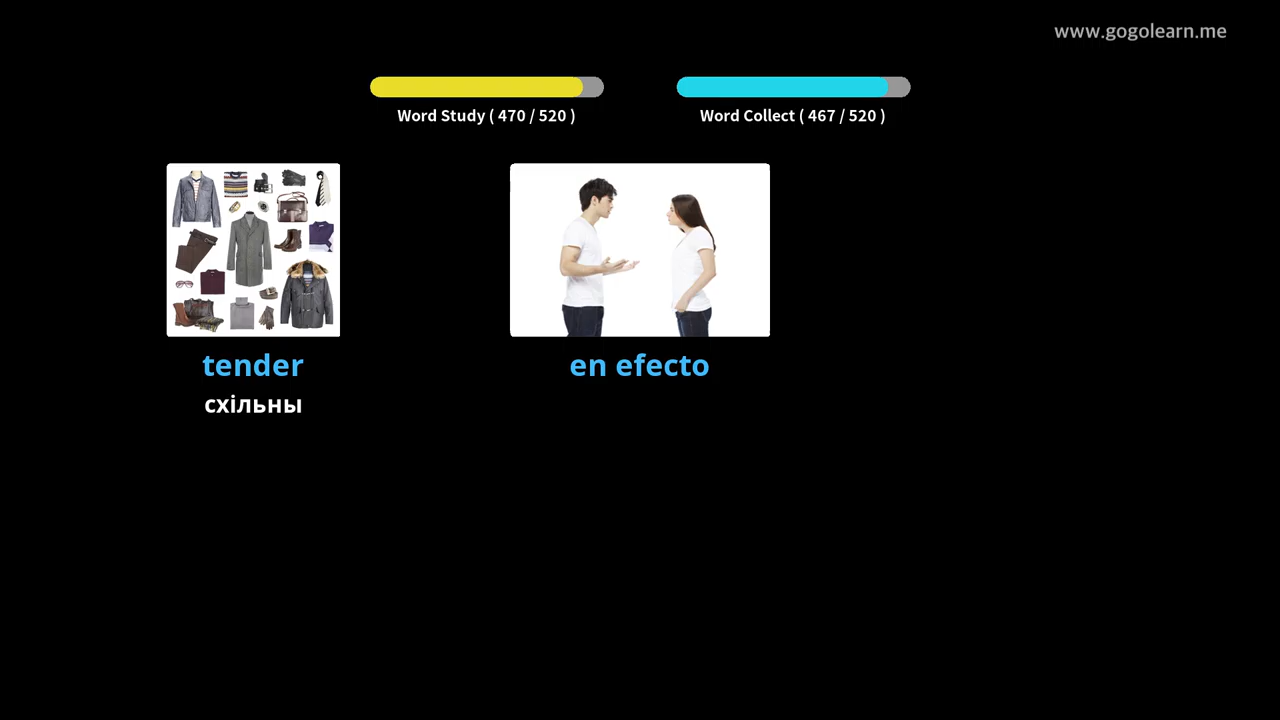 www.gogolearn.me
Word Study ( 470 / 520 )
Word Collect ( 467 / 520 )
tender
схільны
en efecto